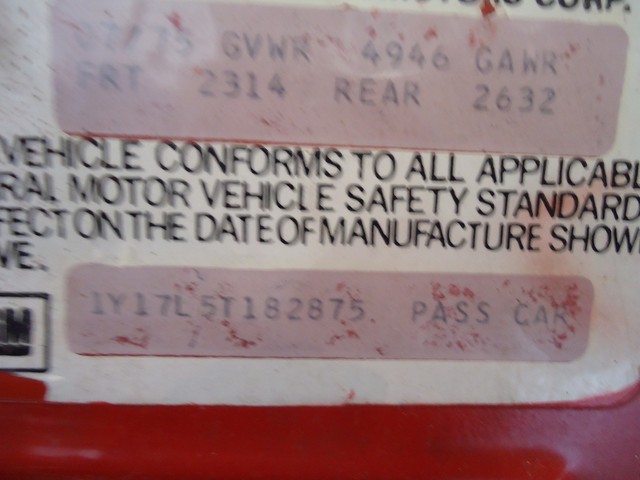 CORP.
GVWR 4946 GAWR
FRT 2314 REAR 2632
VEHICLE CONFORMS TO ALL APPLICABL
RAL MOTOR VEHICLE SAFETY STANDARD
FECT ON THE DATE OF MANUFACTURE SHOW
VE.
1Y17L5T182875 PASS CAR